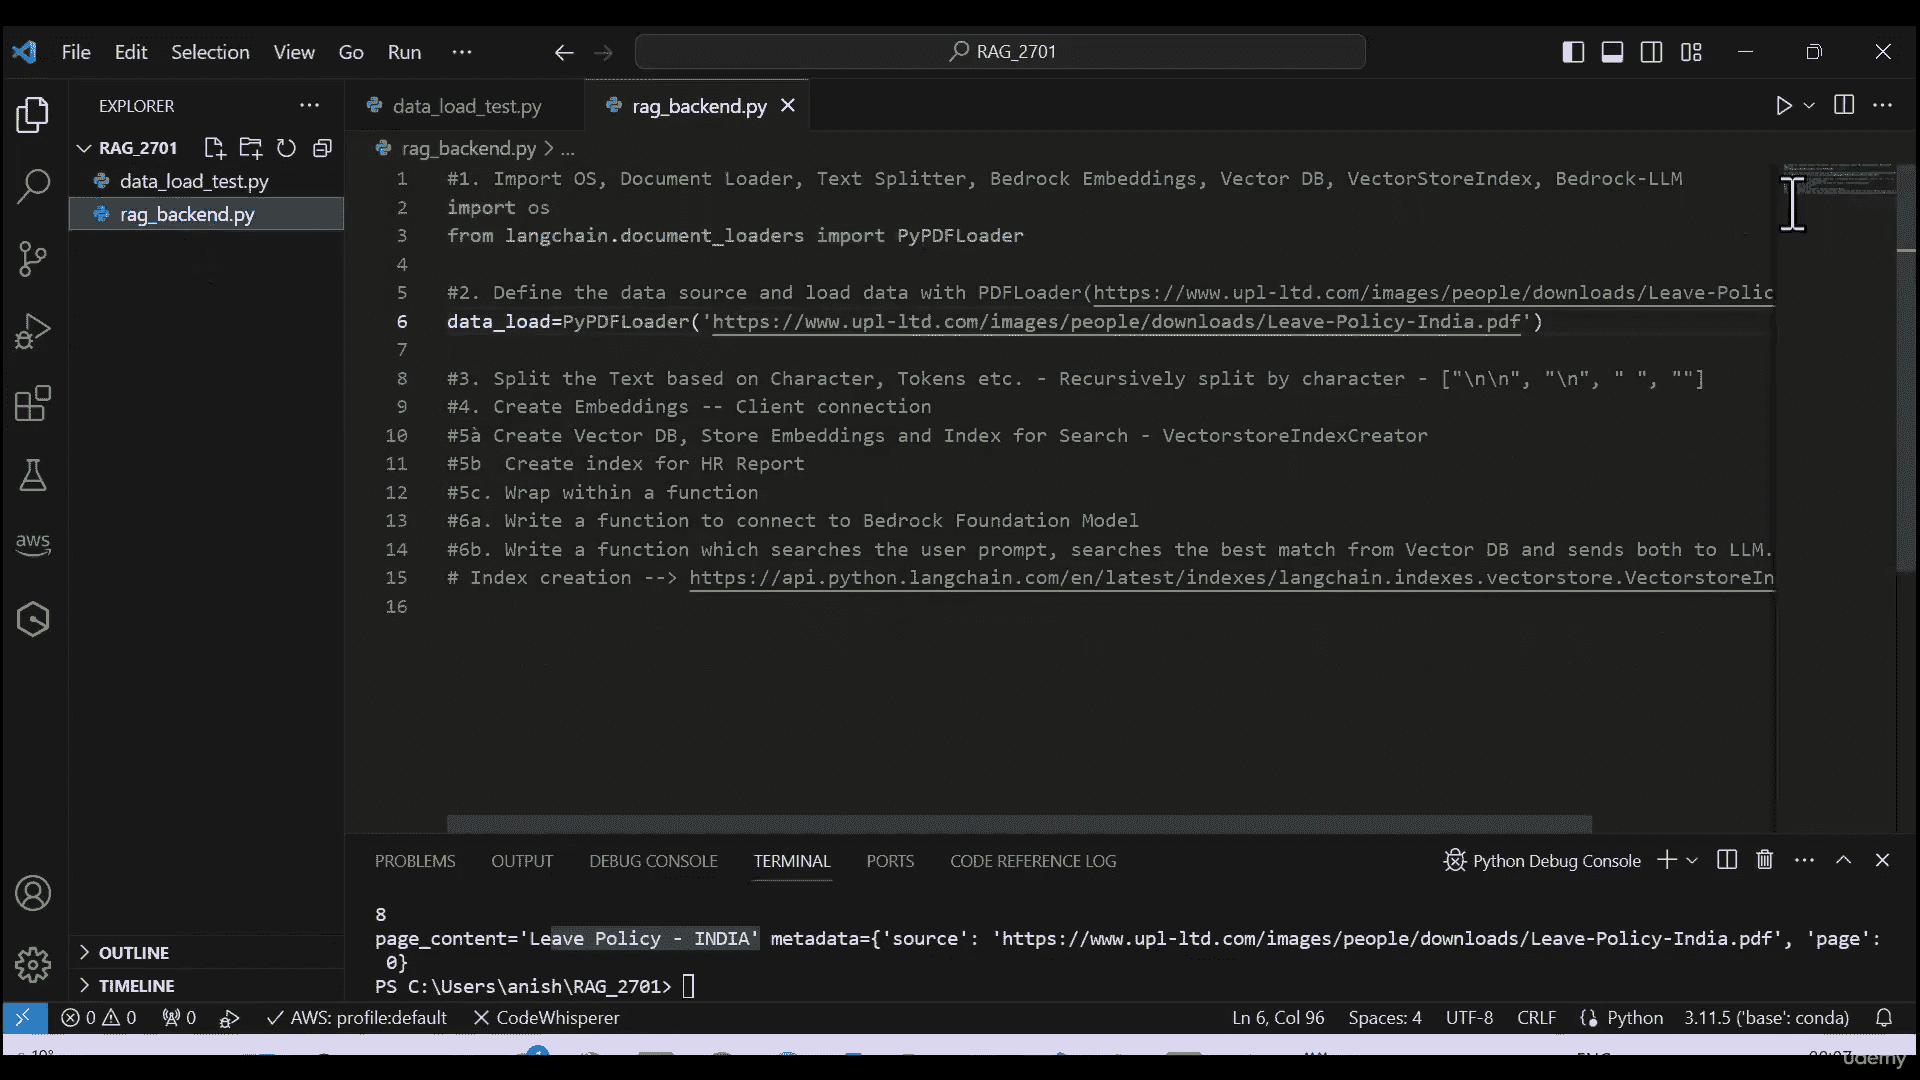 File Edit Selection View Go Run ··· RAG_2701
EXPLORER ···
RAG_2701
data_load_test.py
rag_backend.py
data_load_test.py rag_backend.py
rag_backend.py > ...
1 #1. Import OS, Document Loader, Text Splitter, Bedrock Embeddings, Vector DB, VectorStoreIndex, Bedrock-LLM
2 import os
3 from langchain.document_loaders import PyPDFLoader
4
5 #2. Define the data source and load data with PDFLoader(https://www.upl-ltd.com/images/people/downloads/Leave-Polic
6 data_load=PyPDFLoader('https://www.upl-ltd.com/images/people/downloads/Leave-Policy-India.pdf')
7
8 #3. Split the Text based on Character, Tokens etc. - Recursively split by character - ["\n\n", "\n", " ", ""]
9 #4. Create Embeddings -- Client connection
10 #5à Create Vector DB, Store Embeddings and Index for Search - VectorstoreIndexCreator
11 #5b  Create index for HR Report
12 #5c. Wrap within a function
13 #6a. Write a function to connect to Bedrock Foundation Model
14 #6b. Write a function which searches the user prompt, searches the best match from Vector DB and sends both to LLM.
15 # Index creation --> https://api.python.langchain.com/en/latest/indexes/langchain.indexes.vectorstore.VectorstoreIn
16
PROBLEMS OUTPUT DEBUG CONSOLE TERMINAL PORTS CODE REFERENCE LOG Python Debug Console
8
page_content='Leave Policy - INDIA' metadata={'source': 'https://www.upl-ltd.com/images/people/downloads/Leave-Policy-India.pdf', 'page':
0}
PS C:\Users\anish\RAG_2701>
OUTLINE
TIMELINE
aws
0 0 0 AWS: profile:default CodeWhisperer Ln 6, Col 96 Spaces: 4 UTF-8 CRLF Python 3.11.5 ('base': conda)
udemy